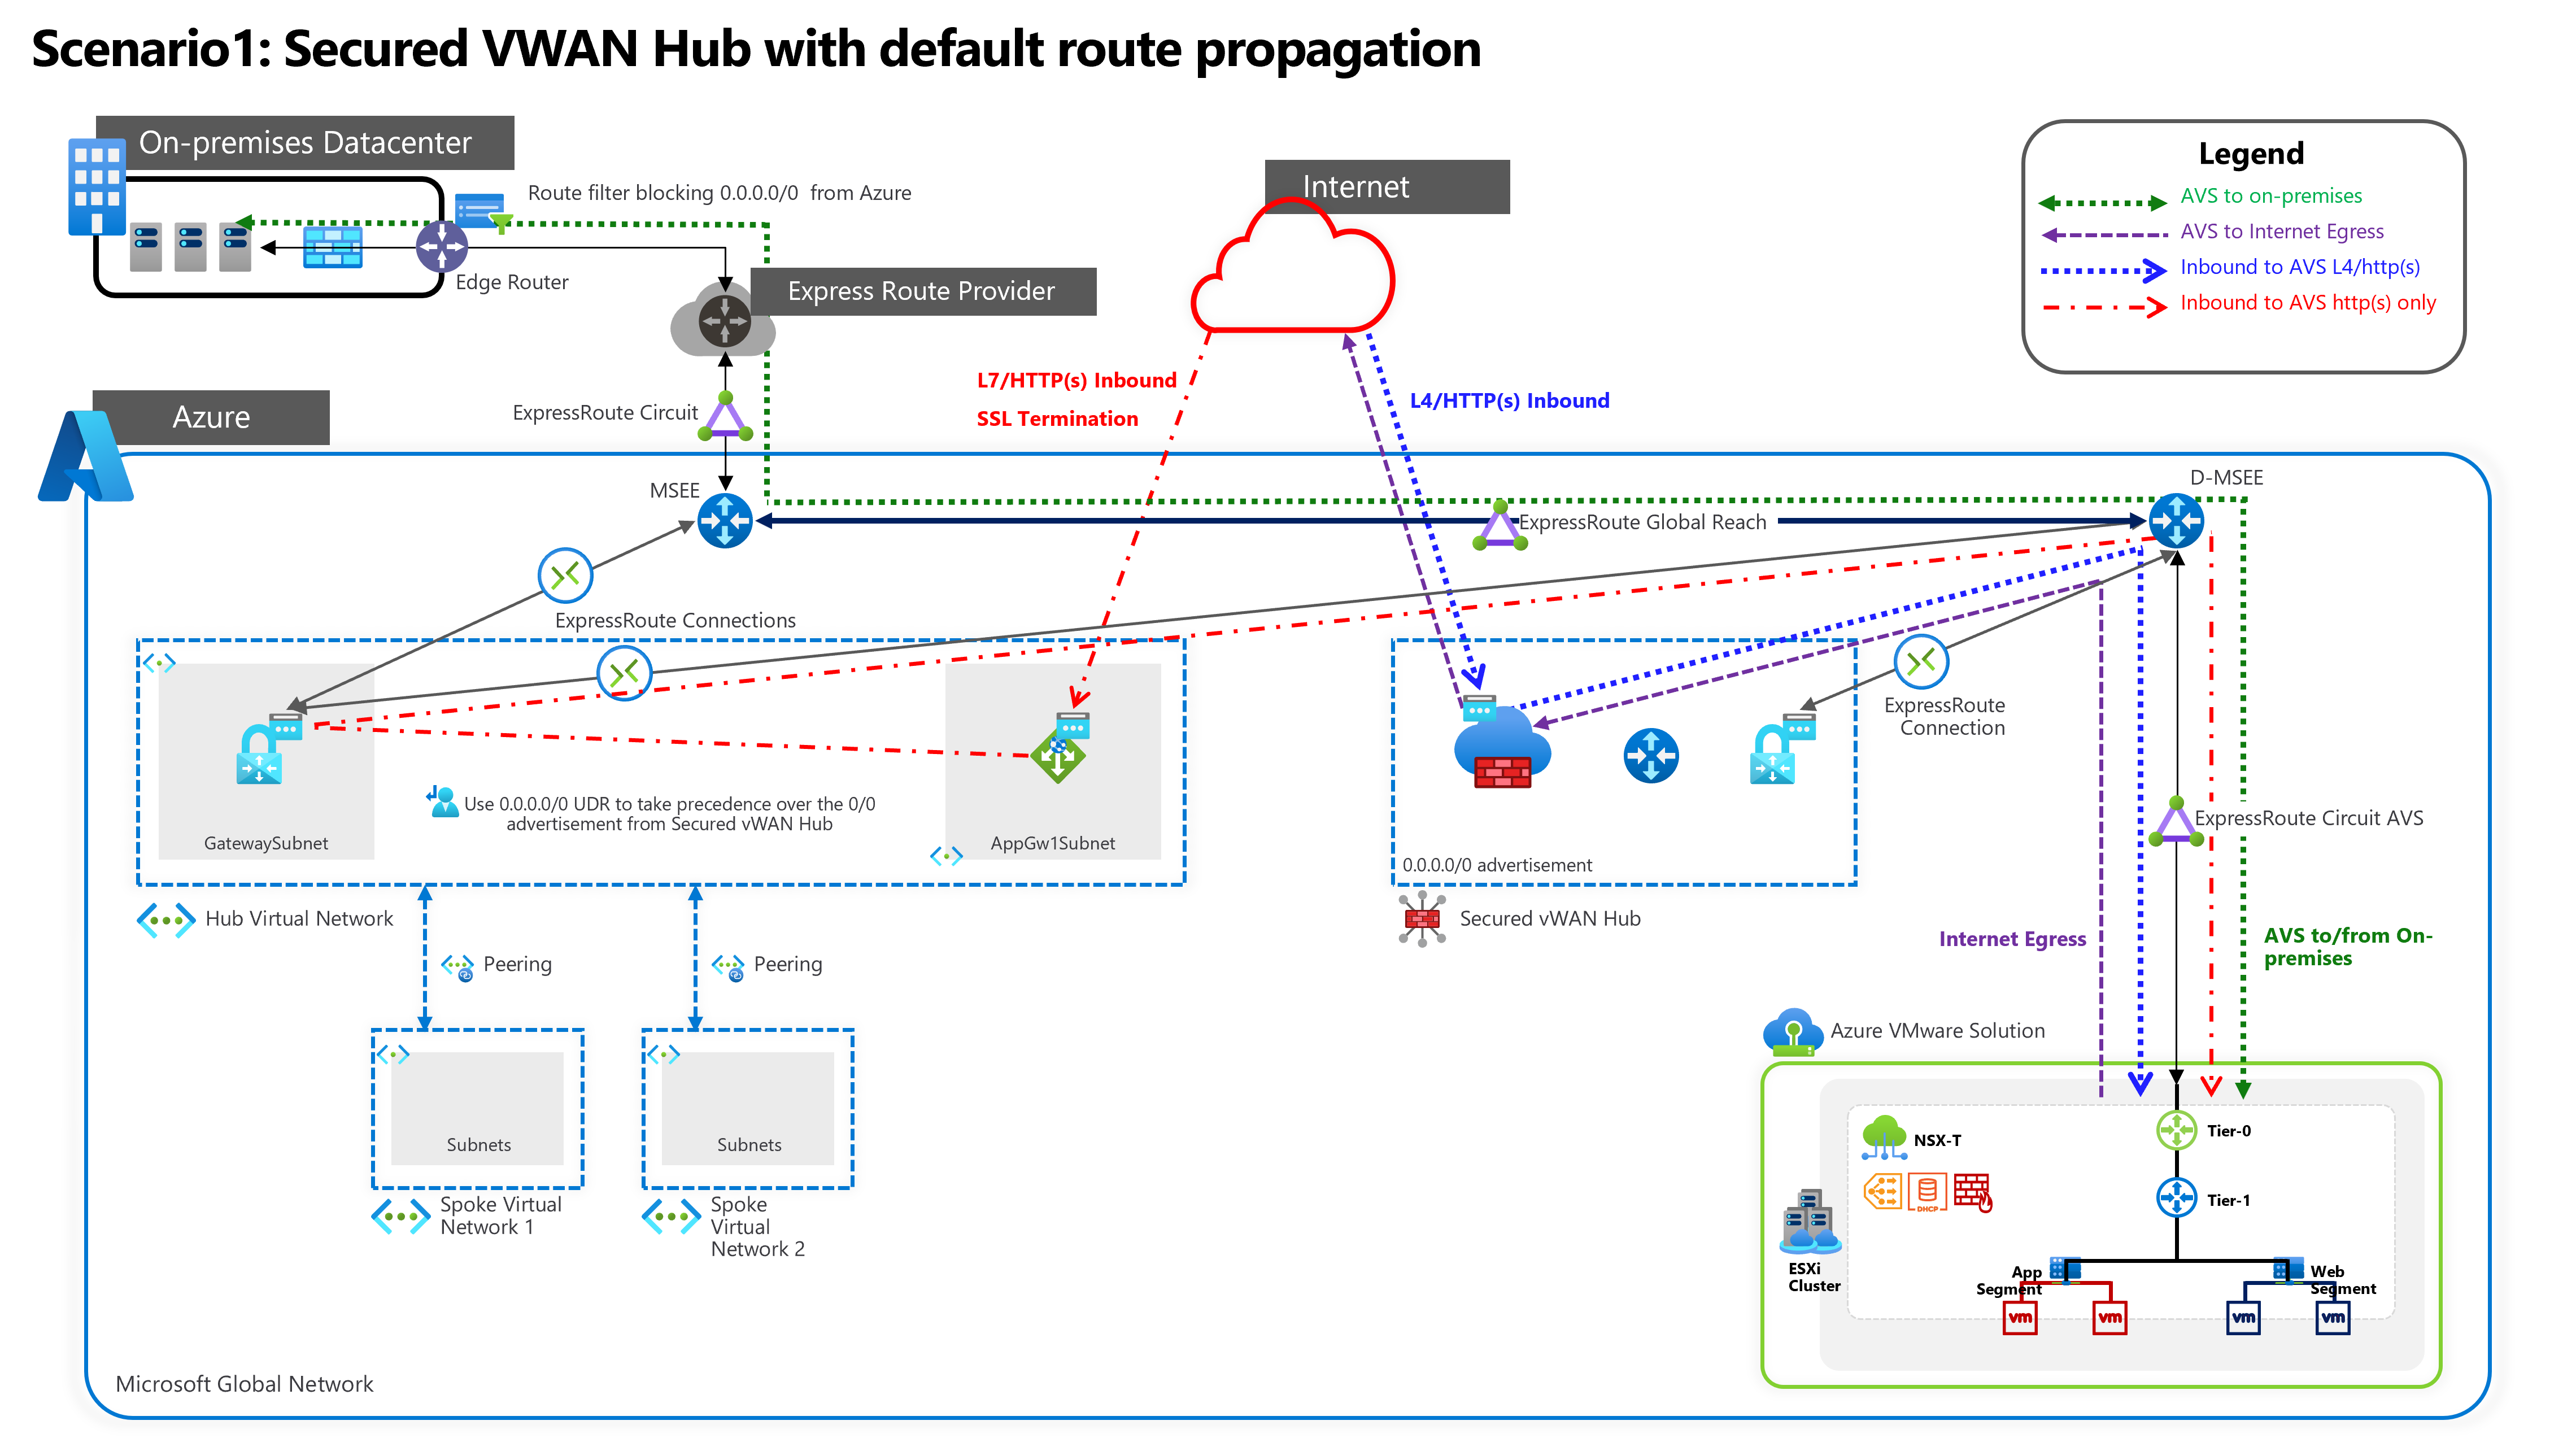 Scenario1: Secured VWAN Hub with default route propagation
On-premises Datacenter
Route filter blocking 0.0.0.0/0  from Azure
Edge Router
Express Route Provider
Internet
Legend
AVS to on-premises
AVS to Internet Egress
Inbound to AVS L4/http(s)
Inbound to AVS http(s) only
Azure
ExpressRoute Circuit
L7/HTTP(s) Inbound
SSL Termination
L4/HTTP(s) Inbound
MSEE
D-MSEE
ExpressRoute Global Reach
ExpressRoute Connections
ExpressRoute
Connection
GatewaySubnet
Use 0.0.0.0/0 UDR to take precedence over the 0/0
advertisement from Secured vWAN Hub
AppGw1Subnet
0.0.0.0/0 advertisement
ExpressRoute Circuit AVS
Hub Virtual Network
Secured vWAN Hub
Internet Egress
AVS to/from On-
premises
Peering
Peering
Azure VMware Solution
Subnets
Subnets
Spoke Virtual
Network 1
Spoke
Virtual
Network 2
NSX-T
Tier-0
DHCP
Tier-1
ESXi
Cluster
App
Segment
Web
Segment
vm
vm
vm
vm
Microsoft Global Network